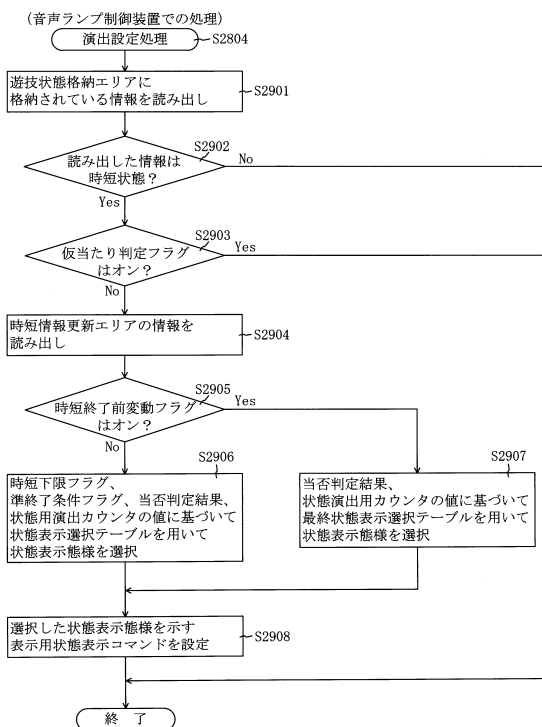 (音声ランプ制御装置での処理)
演出設定処理
S2804
遊技状態格納エリアに
格納されている情報を読み出し
S2901
S2902
読み出した情報は
時短状態?
No
Yes
S2903
仮当たり判定フラグ
はオン?
Yes
No
時短情報更新エリアの情報を
読み出し
S2904
S2905
時短終了前変動フラグ
はオン?
Yes
No
S2906
時短下限フラグ、
準終了条件フラグ、当否判定結果、
状態用演出カウンタの値に基づいて
状態表示選択テーブルを用いて
状態表示態様を選択
S2907
当否判定結果、
状態演出用カウンタの値に基づいて
最終状態表示選択テーブルを用いて
状態表示態様を選択
選択した状態表示態様を示す
表示用状態表示コマンドを設定
S2908
終 了